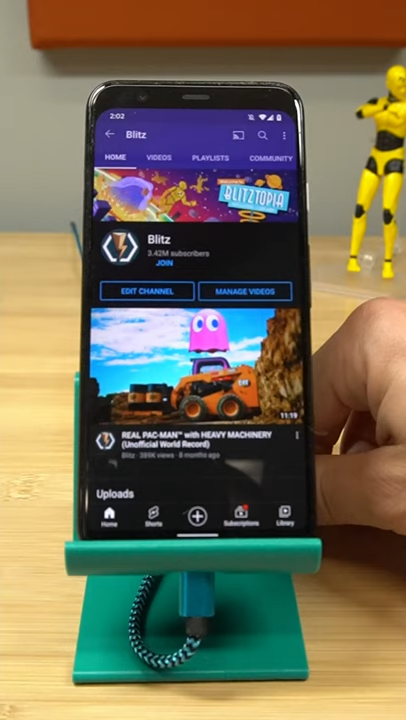 2:02
Blitz
HOME VIDEOS PLAYLISTS COMMUNITY
BLITZTOPIA
Blitz
3.42M subscribers
JOIN
EDIT CHANNEL MANAGE VIDEOS
CAT
11:19
REAL PAC-MAN™ with HEAVY MACHINERY
(Unofficial World Record)
Blitz · 389K views · 8 months ago
Uploads
Home Shorts Subscriptions Library